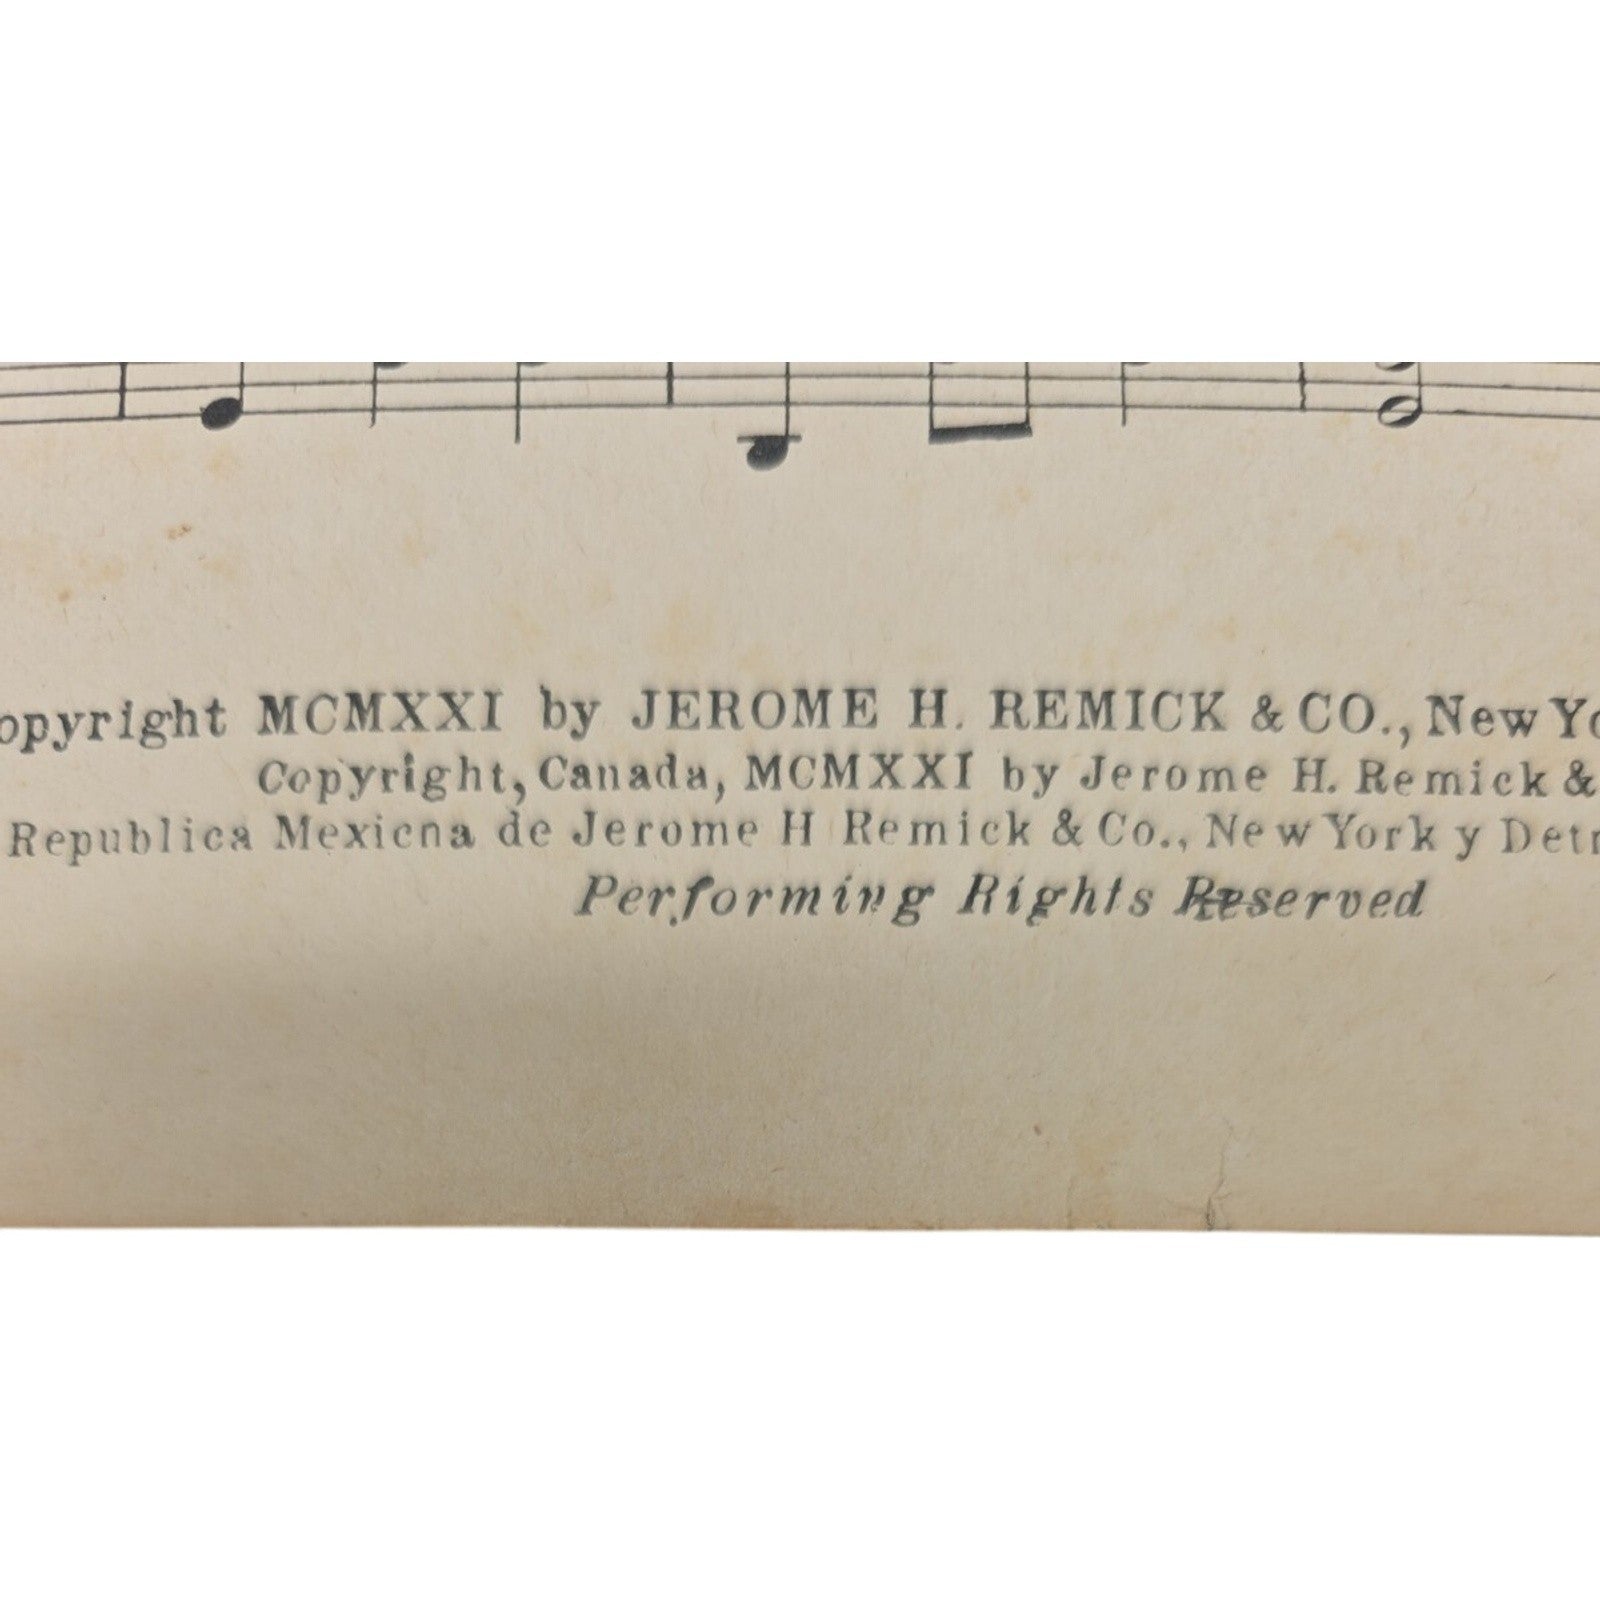 opyright MCMXXI by JEROME H. REMICK & CO., New Yo
Copyright, Canada, MCMXXI by Jerome H. Remick &
Republica Mexicna de Jerome H Remick & Co., New York y Detr
Performing Rights Reserved